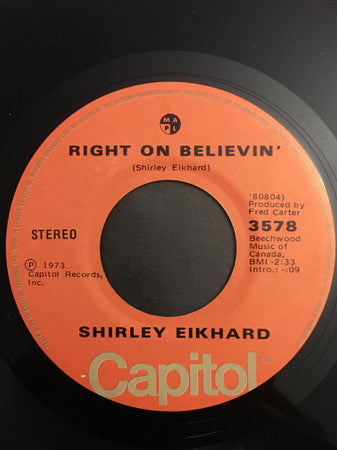 M A
P L
RIGHT ON BELIEVIN'
(Shirley Eikhard)
'80804)
Produced by
Fred Carter
STEREO
3578
Beechwood
Music of
Canada,
BMI -2:33
Intro.: -:09
Ⓟ 1973
Capitol Records,
Inc.
SHIRLEY EIKHARD
Capitol